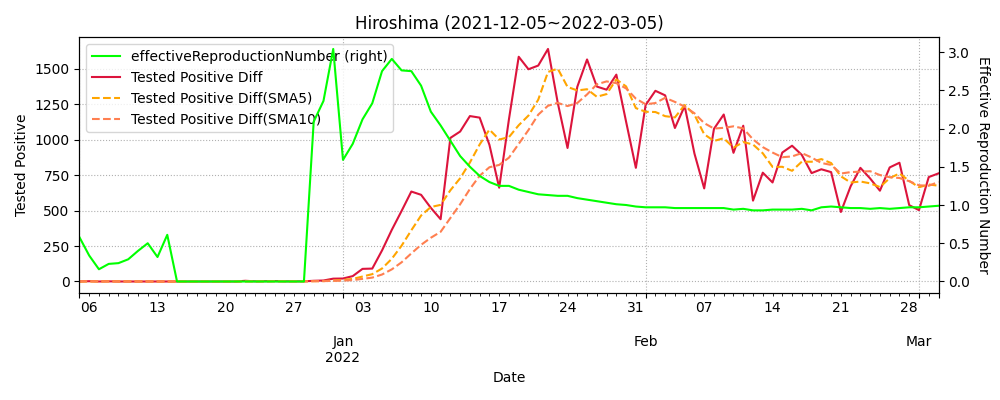 Hiroshima (2021-12-05~2022-03-05)
effectiveReproductionNumber (right)
Tested Positive Diff
Tested Positive Diff(SMA5)
Tested Positive Diff(SMA10)
Tested Positive
1500
1250
1000
750
500
250
0
3.0
2.5
2.0
1.5
1.0
0.5
0.0
Effective Reproduction Number
06 13 20 27 03 10 17 24 31 07 14 21 28
Jan Feb Mar
2022
Date